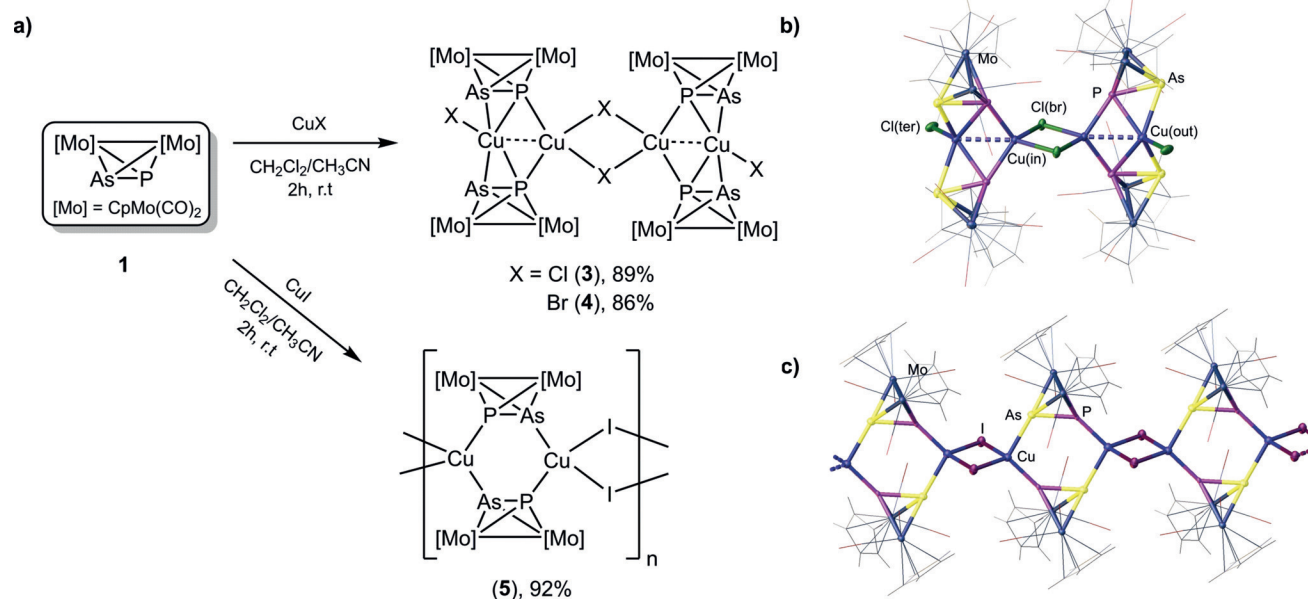 a)
[Mo] [Mo]
As P
[Mo] = CpMo(CO)2
1
CuX
CH2Cl2/CH3CN
2h, r.t
[Mo] [Mo] [Mo] [Mo]
As P P As
X X X
Cu Cu Cu Cu
X X
As P P As
[Mo] [Mo] [Mo] [Mo]
X = Cl (3), 89%
Br (4), 86%
CuI
CH2Cl2/CH3CN
2h, r.t
[Mo] [Mo]
P As
I
Cu Cu
I
As P
[Mo] [Mo]
n
(5), 92%
b)
Mo
As
P
Cl(br)
Cl(ter)
Cu(out)
Cu(in)
c)
Mo
As
P
I
Cu